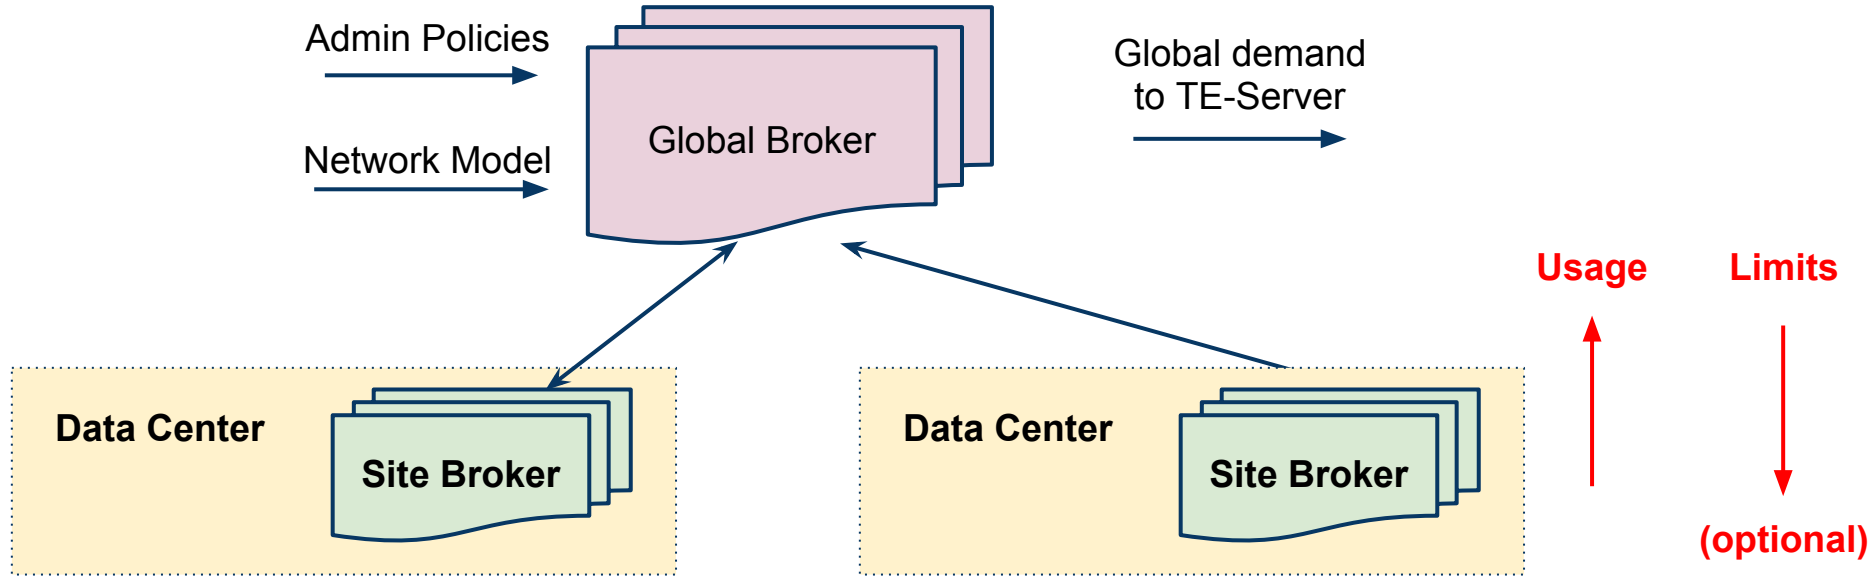 Admin Policies
Global demand
to TE-Server
Global Broker
Network Model
Usage
Limits
Data Center
Site Broker
Data Center
Site Broker
(optional)